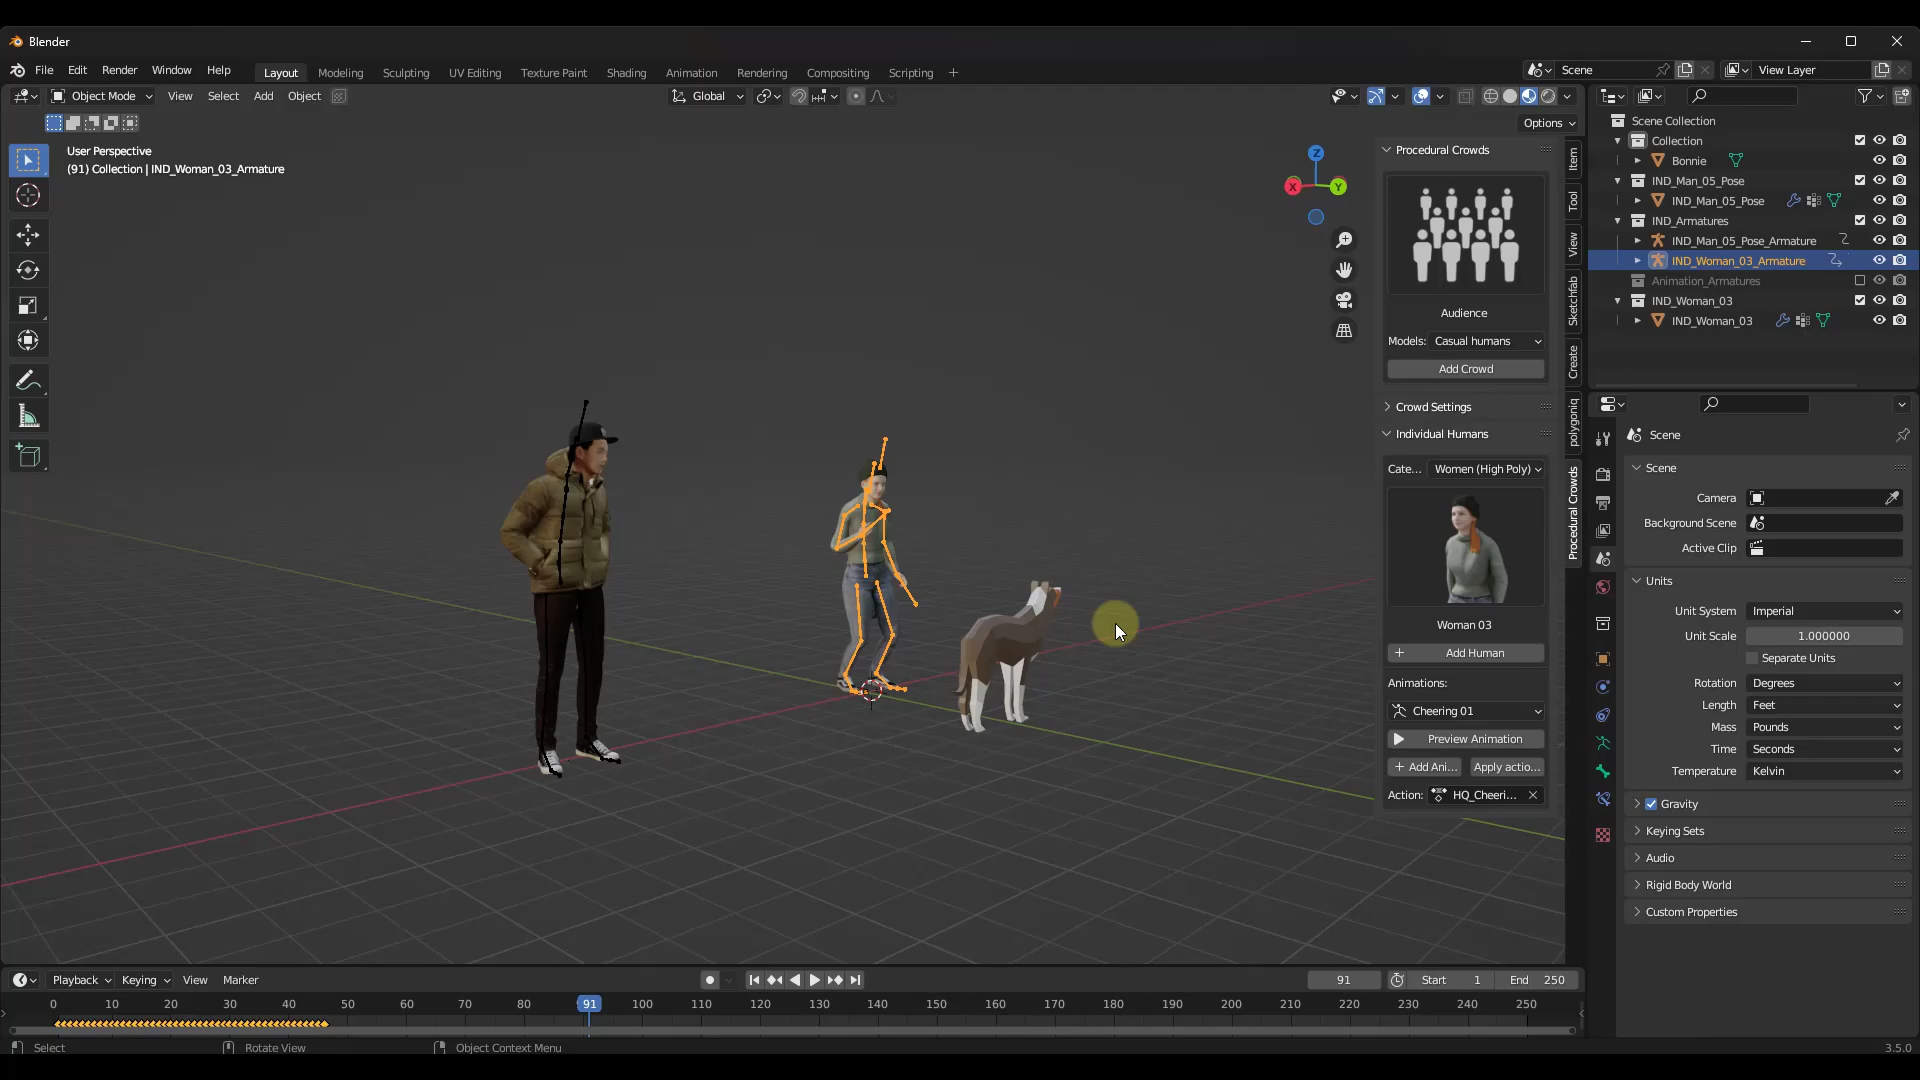 Blender
File Edit Render Window Help
Layout Modeling Sculpting UV Editing Texture Paint Shading Animation Rendering Compositing Scripting +
Scene
View Layer
Object Mode View Select Add Object
Global
Options
User Perspective
(91) Collection | IND_Woman_03_Armature
Z
X
Y
Procedural Crowds
Audience
Models: Casual humans
Add Crowd
Crowd Settings
Individual Humans
Cate... Women (High Poly)
Woman 03
+ Add Human
Animations:
Cheering 01
Preview Animation
+ Add Ani... Apply actio...
Action: HQ_Cheeri...
Item
Tool
View
Sketchfab
Create
polygoniq
Procedural Crowds
Scene Collection
Collection
Bonnie
IND_Man_05_Pose
IND_Man_05_Pose
IND_Armatures
IND_Man_05_Pose_Armature
IND_Woman_03_Armature
Animation_Armatures
IND_Woman_03
IND_Woman_03
Scene
Scene
Camera
Background Scene
Active Clip
Units
Unit System Imperial
Unit Scale 1.000000
Separate Units
Rotation Degrees
Length Feet
Mass Pounds
Time Seconds
Temperature Kelvin
Gravity
Keying Sets
Audio
Rigid Body World
Custom Properties
Playback Keying View Marker
91 Start 1 End 250
0 10 20 30 40 50 60 70 80 91 100 110 120 130 140 150 160 170 180 190 200 210 220 230 240 250
Select Rotate View Object Context Menu
3.5.0